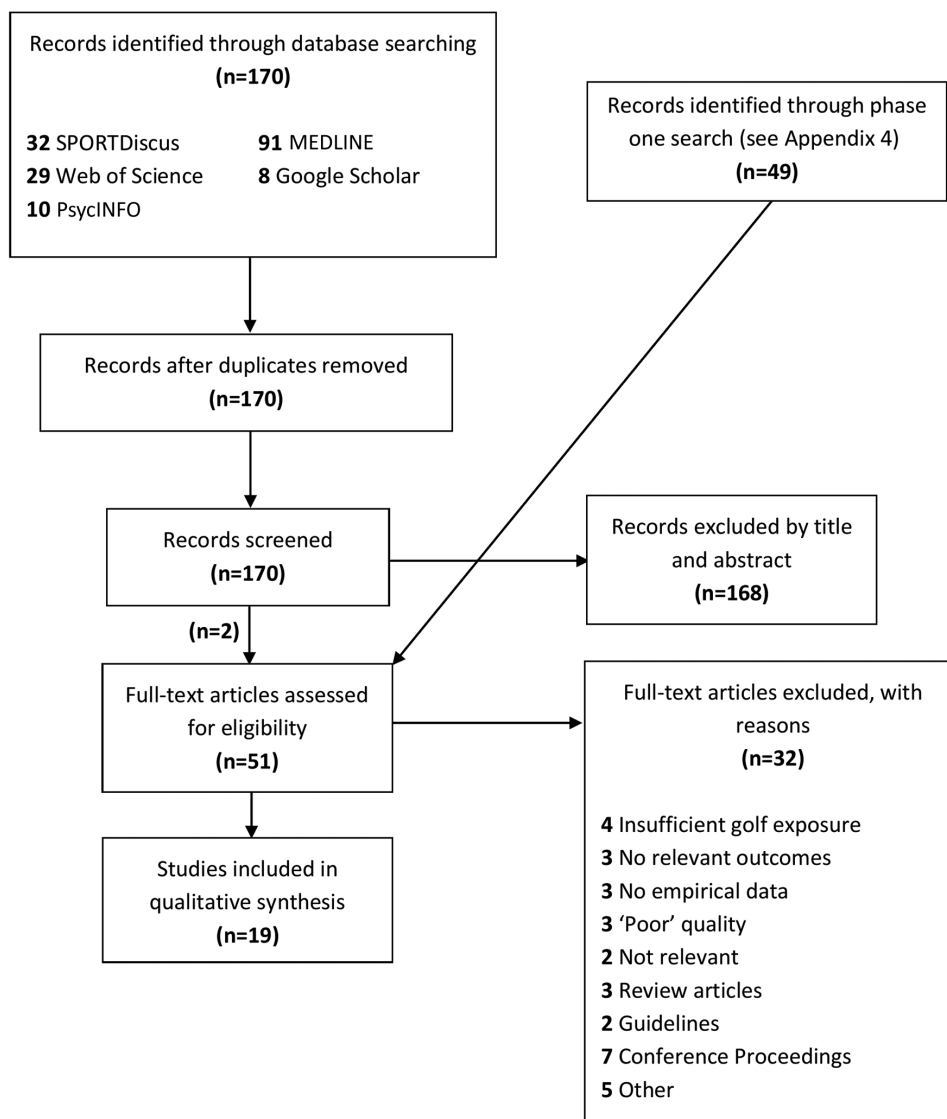 Records identified through database searching
(n=170)
32 SPORTDiscus 91 MEDLINE
29 Web of Science 8 Google Scholar
10 PsycINFO
Records identified through phase
one search (see Appendix 4)
(n=49)
Records after duplicates removed
(n=170)
Records screened
(n=170)
Records excluded by title
and abstract
(n=168)
(n=2)
Full-text articles assessed
for eligibility
(n=51)
Full-text articles excluded, with
reasons
(n=32)
4 Insufficient golf exposure
3 No relevant outcomes
3 No empirical data
3 ‘Poor’ quality
2 Not relevant
3 Review articles
2 Guidelines
7 Conference Proceedings
5 Other
Studies included in
qualitative synthesis
(n=19)